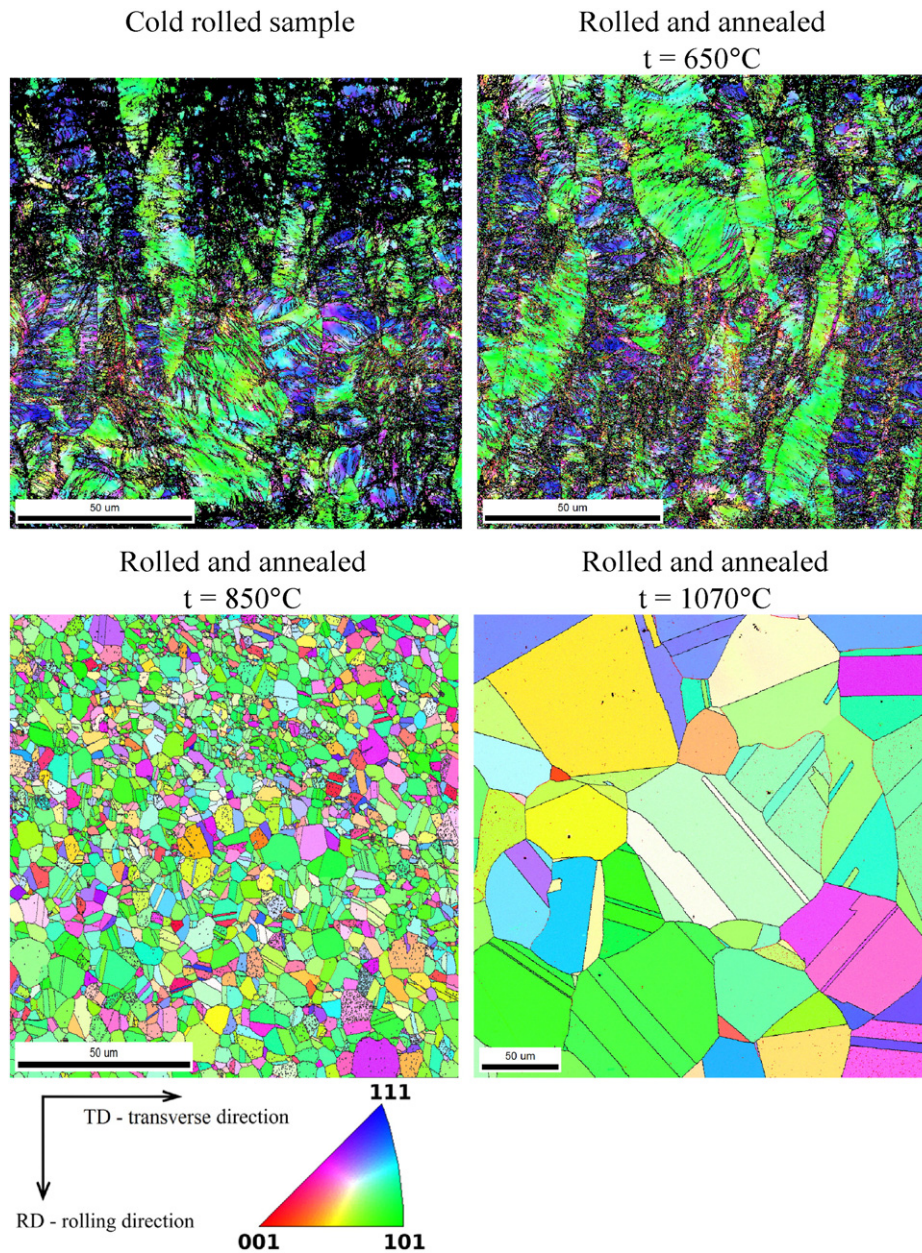 Cold rolled sample
Rolled and annealed
t = 650°C
50 um
50 um
Rolled and annealed
t = 850°C
Rolled and annealed
t = 1070°C
50 um
50 um
TD - transverse direction
RD - rolling direction
111
001
101